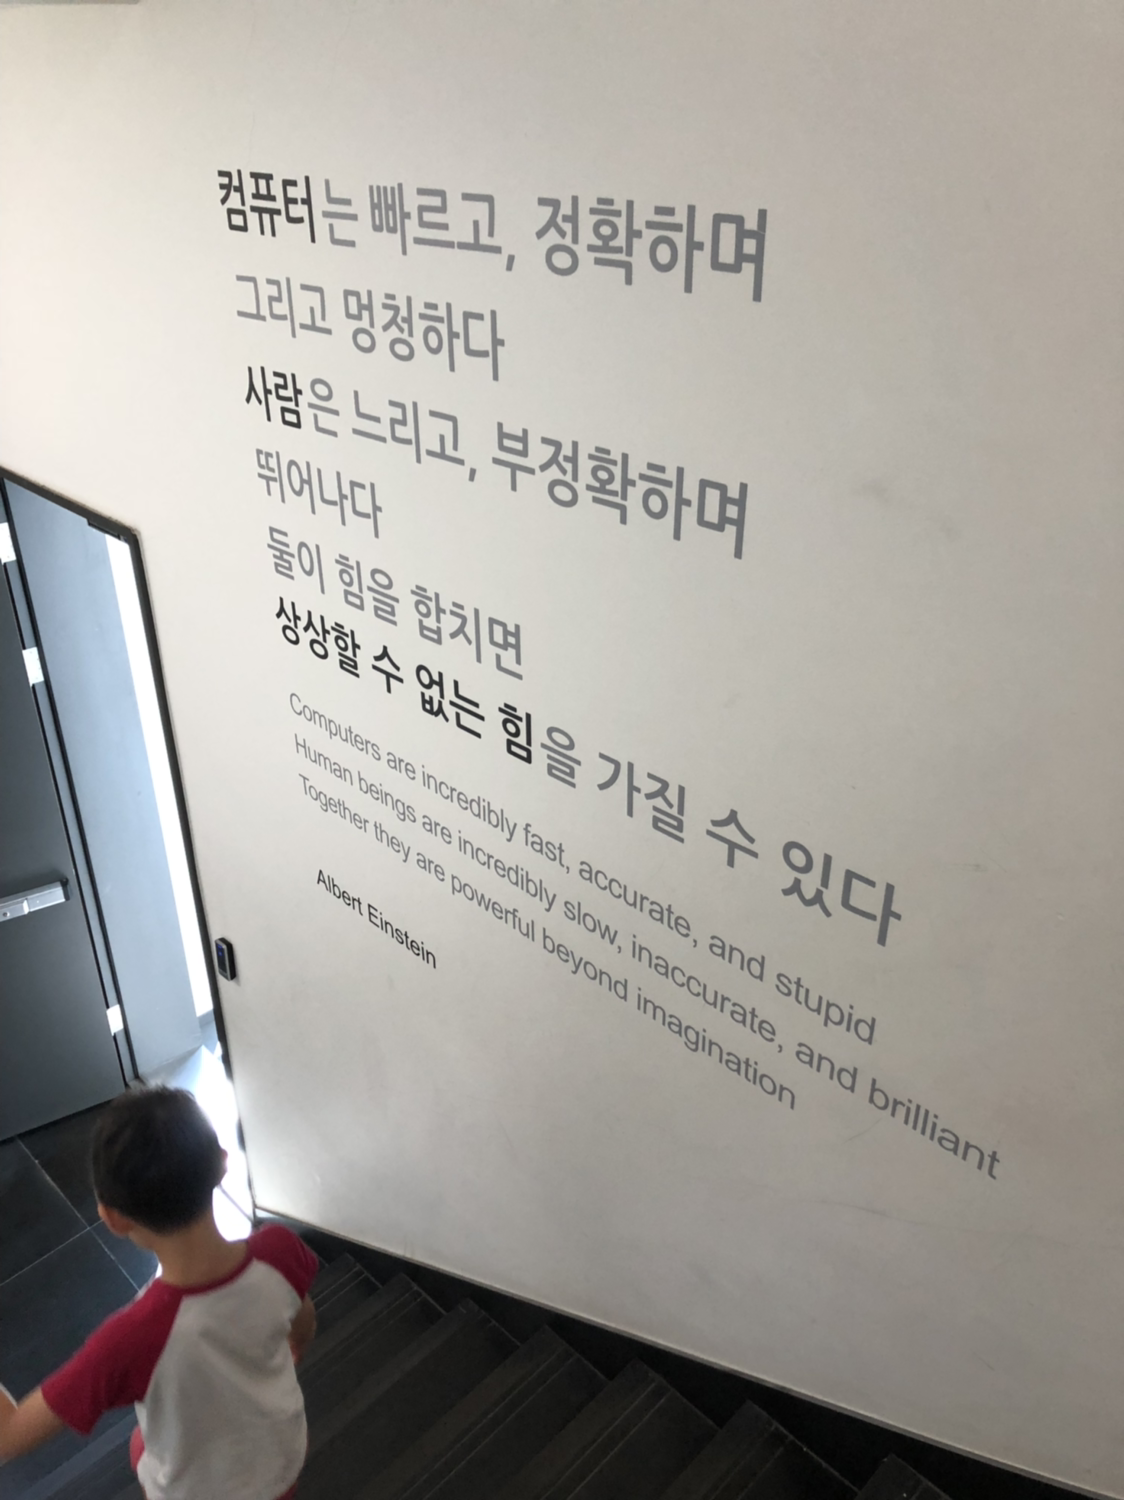 컴퓨터는 빠르고, 정확하며
그리고 멍청하다
사람은 느리고, 부정확하며
뛰어나다
둘이 힘을 합치면
상상할 수 없는 힘을 가질 수 있다
Computers are incredibly fast, accurate, and stupid
Human beings are incredibly slow, inaccurate, and brilliant
Together they are powerful beyond imagination
Albert Einstein